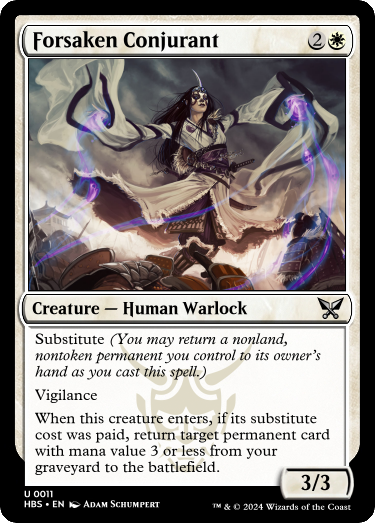 Forsaken Conjurant 2
Creature — Human Warlock
Substitute (You may return a nonland,
nontoken permanent you control to its owner's
hand as you cast this spell.)
Vigilance
When this creature enters, if its substitute
cost was paid, return target permanent card
with mana value 3 or less from your
graveyard to the battlefield.
3/3
U 0011
HBS • EN Adam Schumpert
™ & © 2024 Wizards of the Coast